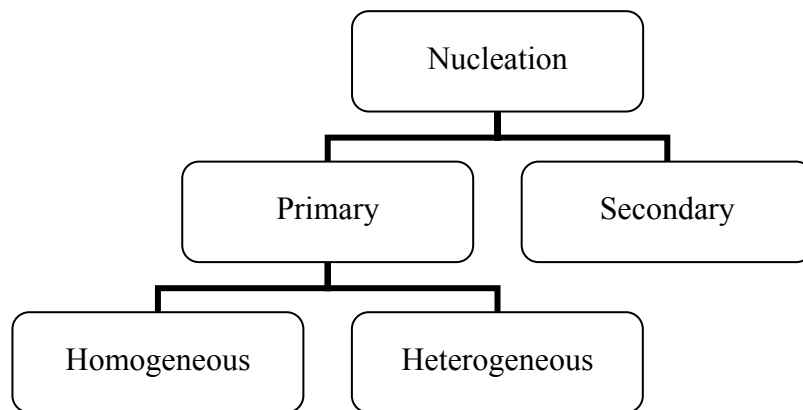 Nucleation
Primary
Secondary
Homogeneous
Heterogeneous